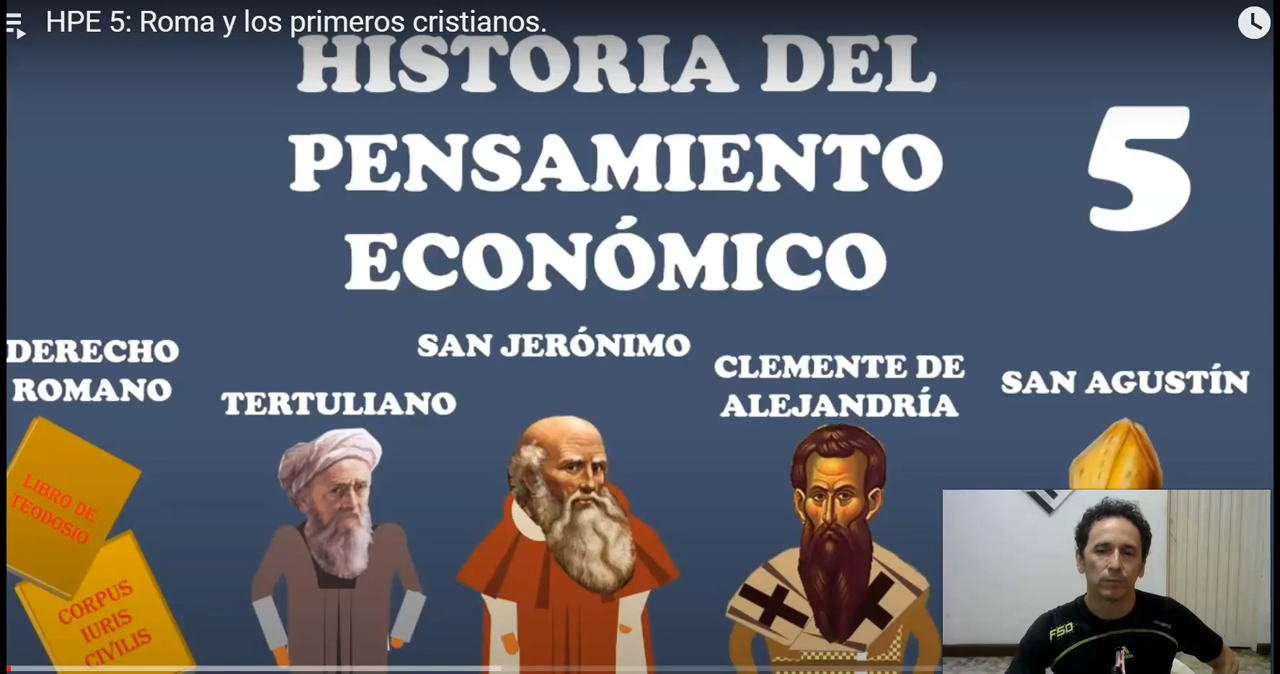 HPE 5: Roma y los primeros cristianos.
HISTORIA DEL
PENSAMIENTO
ECONÓMICO
5
DERECHO
ROMANO
TERTULIANO
SAN JERÓNIMO
CLEMENTE DE
ALEJANDRÍA
SAN AGUSTÍN
LIBRO DE
TEODOSIO
CORPUS
IURIS
CIVILIS
FSD